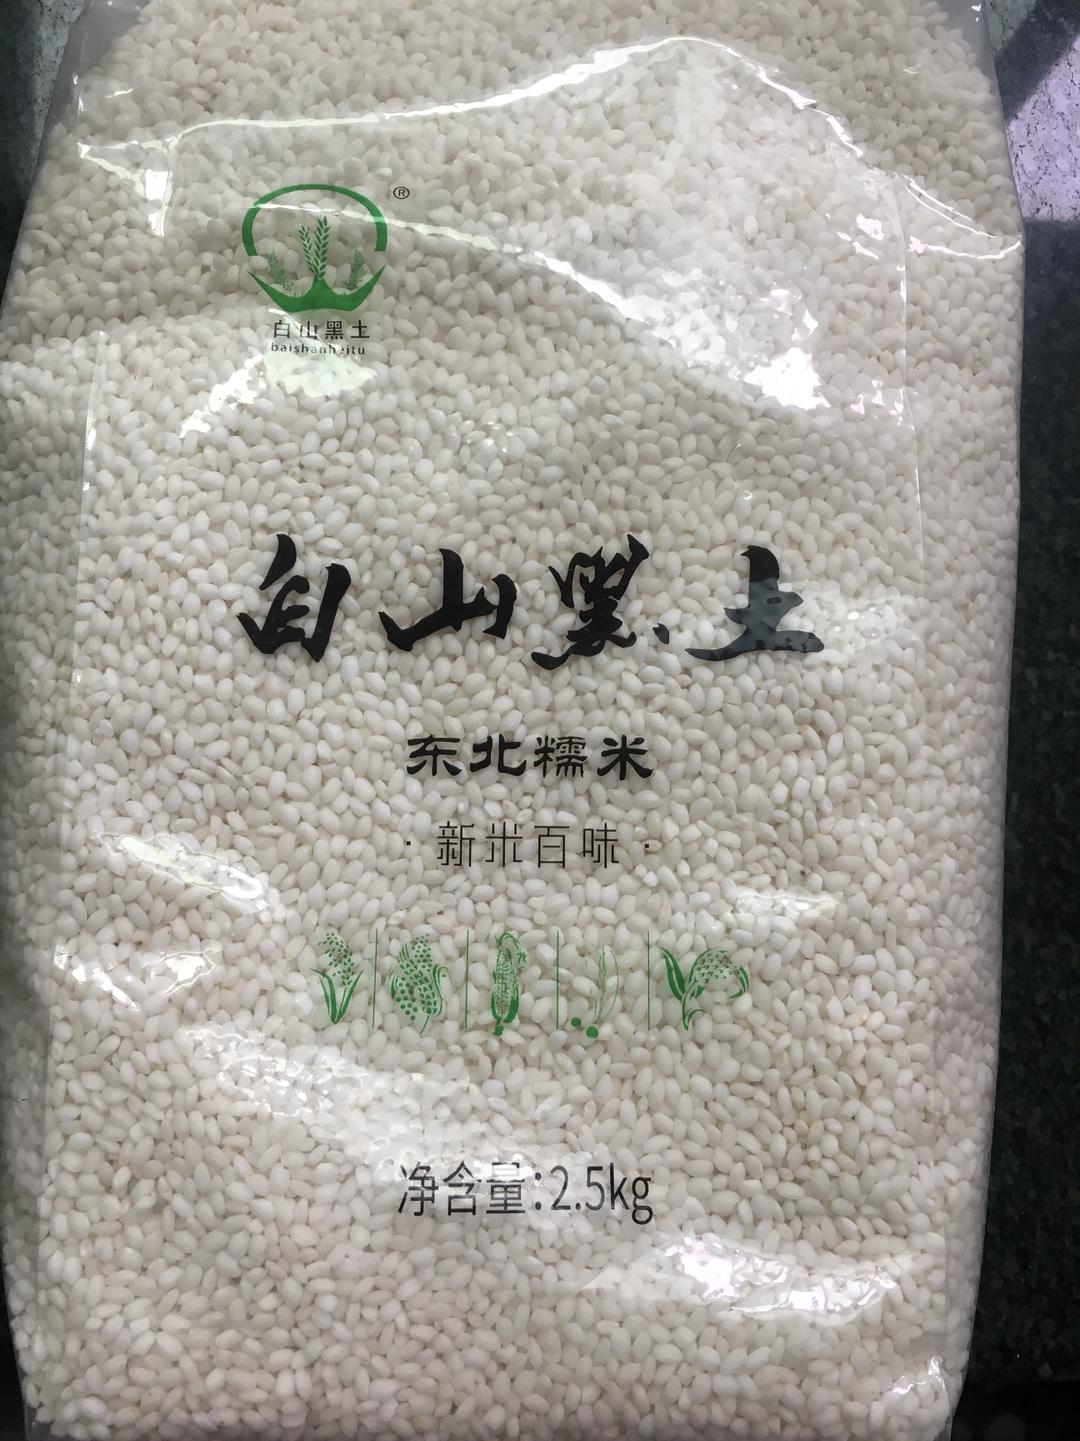 ®
白山黑土
baishanheitu
白山黑土
东北糯米
·新米百味·
净含量:2.5kg